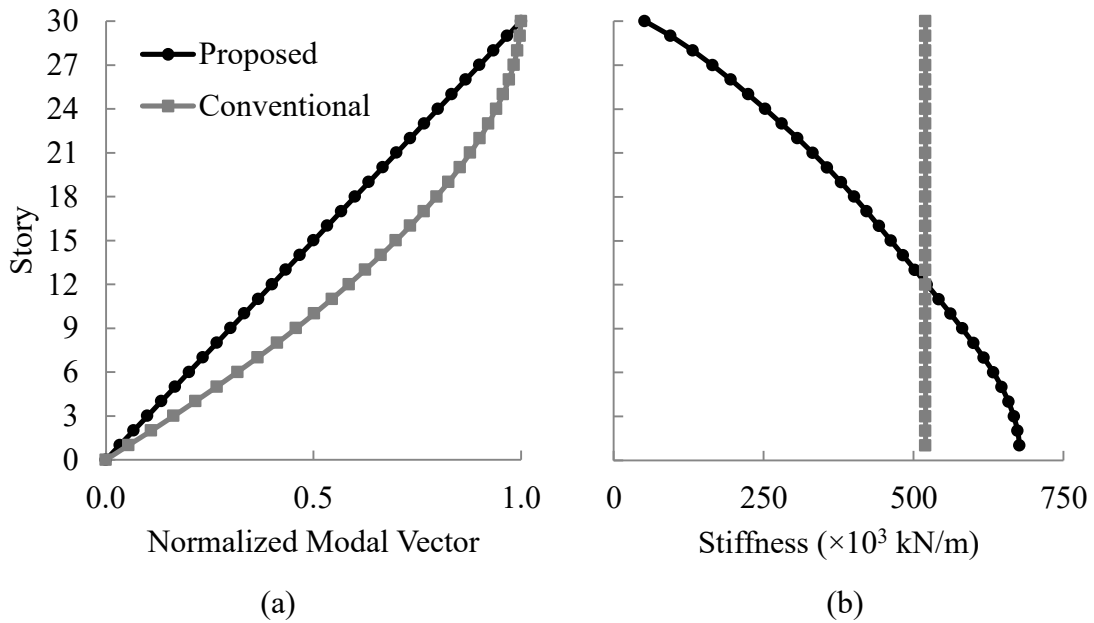 30
27
24
21
18
15
12
9
6
3
0
Story
Proposed
Conventional
0.0 0.5 1.0
Normalized Modal Vector
(a)
0 250 500 750
Stiffness (×10³ kN/m)
(b)